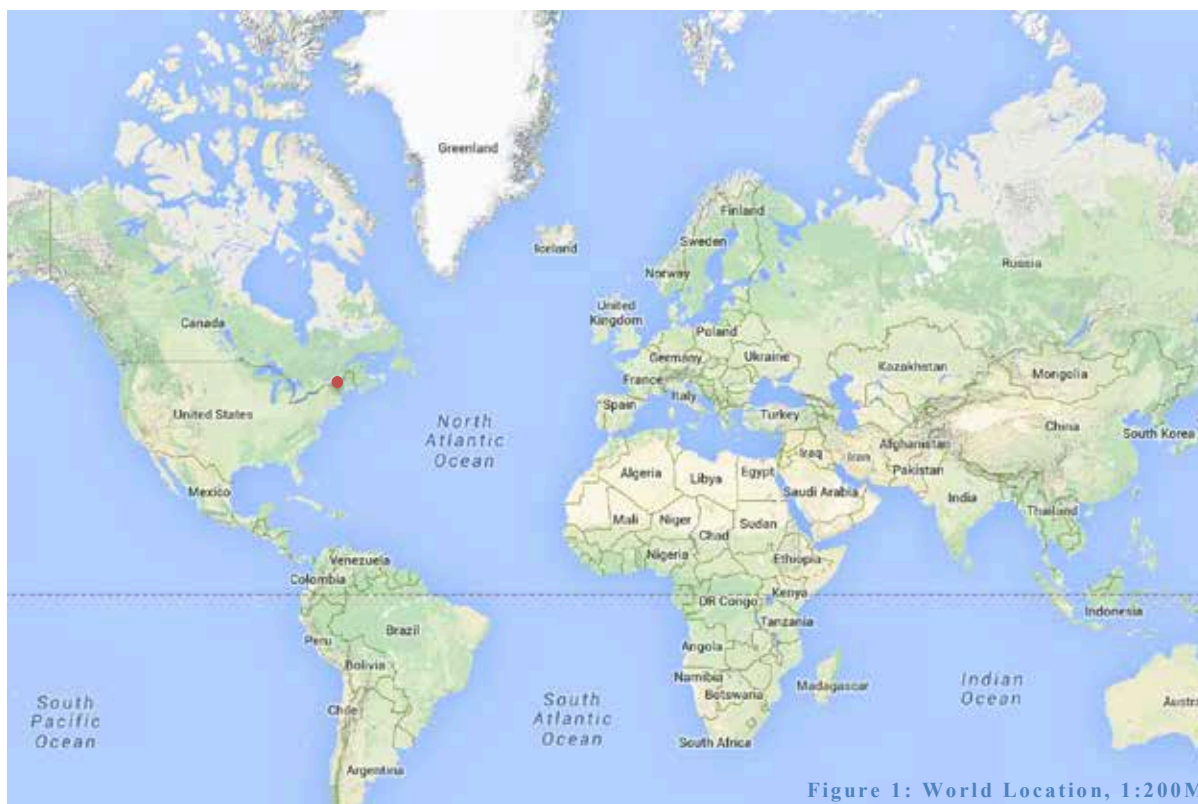 Greenland
Iceland
Finland
Sweden
Norway
Russia
United
Kingdom
Canada
Poland
Germany
Ukraine
Kazakhstan
Mongolia
France
Italy
Spain
United States
Turkey
China
South Korea
North
Atlantic
Ocean
Afghanistan
Iraq
Iran
Pakistan
Algeria
Libya
Egypt
Saudi Arabia
Mexico
India
Thailand
Mali
Niger
Chad
Sudan
Nigeria
Ethiopia
Venezuela
Colombia
Kenya
DR Congo
Indonesia
Tanzania
Brazil
Peru
Angola
Bolivia
Namibia
Botswana
Madagascar
Indian
Ocean
South
Pacific
Ocean
Chile
South
Atlantic
Ocean
Austra
South Africa
Argentina
Figure 1: World Location, 1:200M